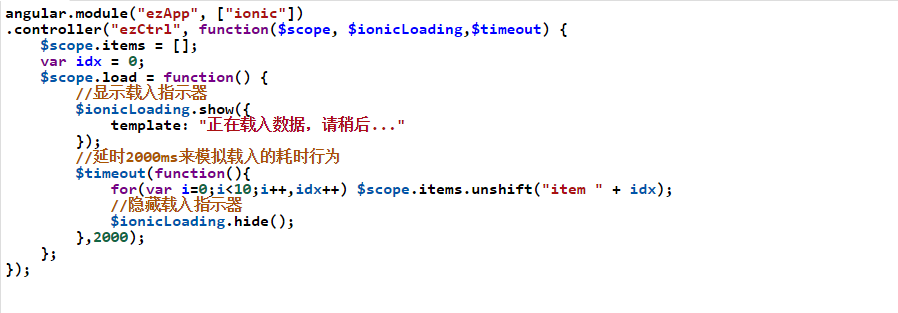 angular.module("ezApp", ["ionic"])
.controller("ezCtrl", function($scope, $ionicLoading,$timeout) {
    $scope.items = [];
    var idx = 0;
    $scope.load = function() {
        //显示载入指示器
        $ionicLoading.show({
            template: "正在载入数据，请稍后..."
        });
        //延时2000ms来模拟载入的耗时行为
        $timeout(function(){
            for(var i=0;i<10;i++,idx++) $scope.items.unshift("item " + idx);
            //隐藏载入指示器
            $ionicLoading.hide();
        },2000);
    };
});